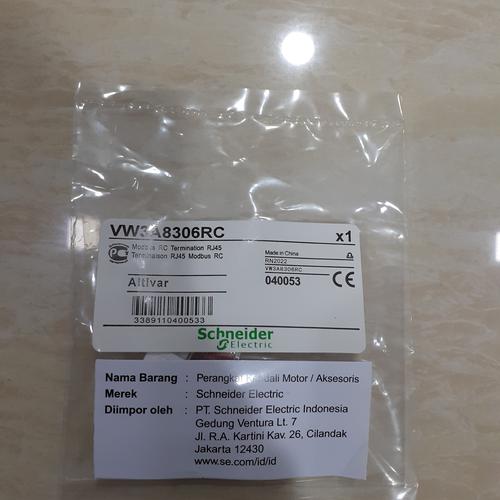 VW3A8306RC x1
Modbus RC Termination RJ45
Terminaison RJ45 Modbus RC
Made in China
RN2022
VW3A8306RC
Altivar
040053
CE
3389110400533
Schneider
Electric
Nama Barang : Perangkat Kendali Motor / Aksesoris
Merek : Schneider Electric
Diimpor oleh : PT. Schneider Electric Indonesia
Gedung Ventura Lt. 7
Jl. R.A. Kartini Kav. 26, Cilandak
Jakarta 12430
www.se.com/id/id